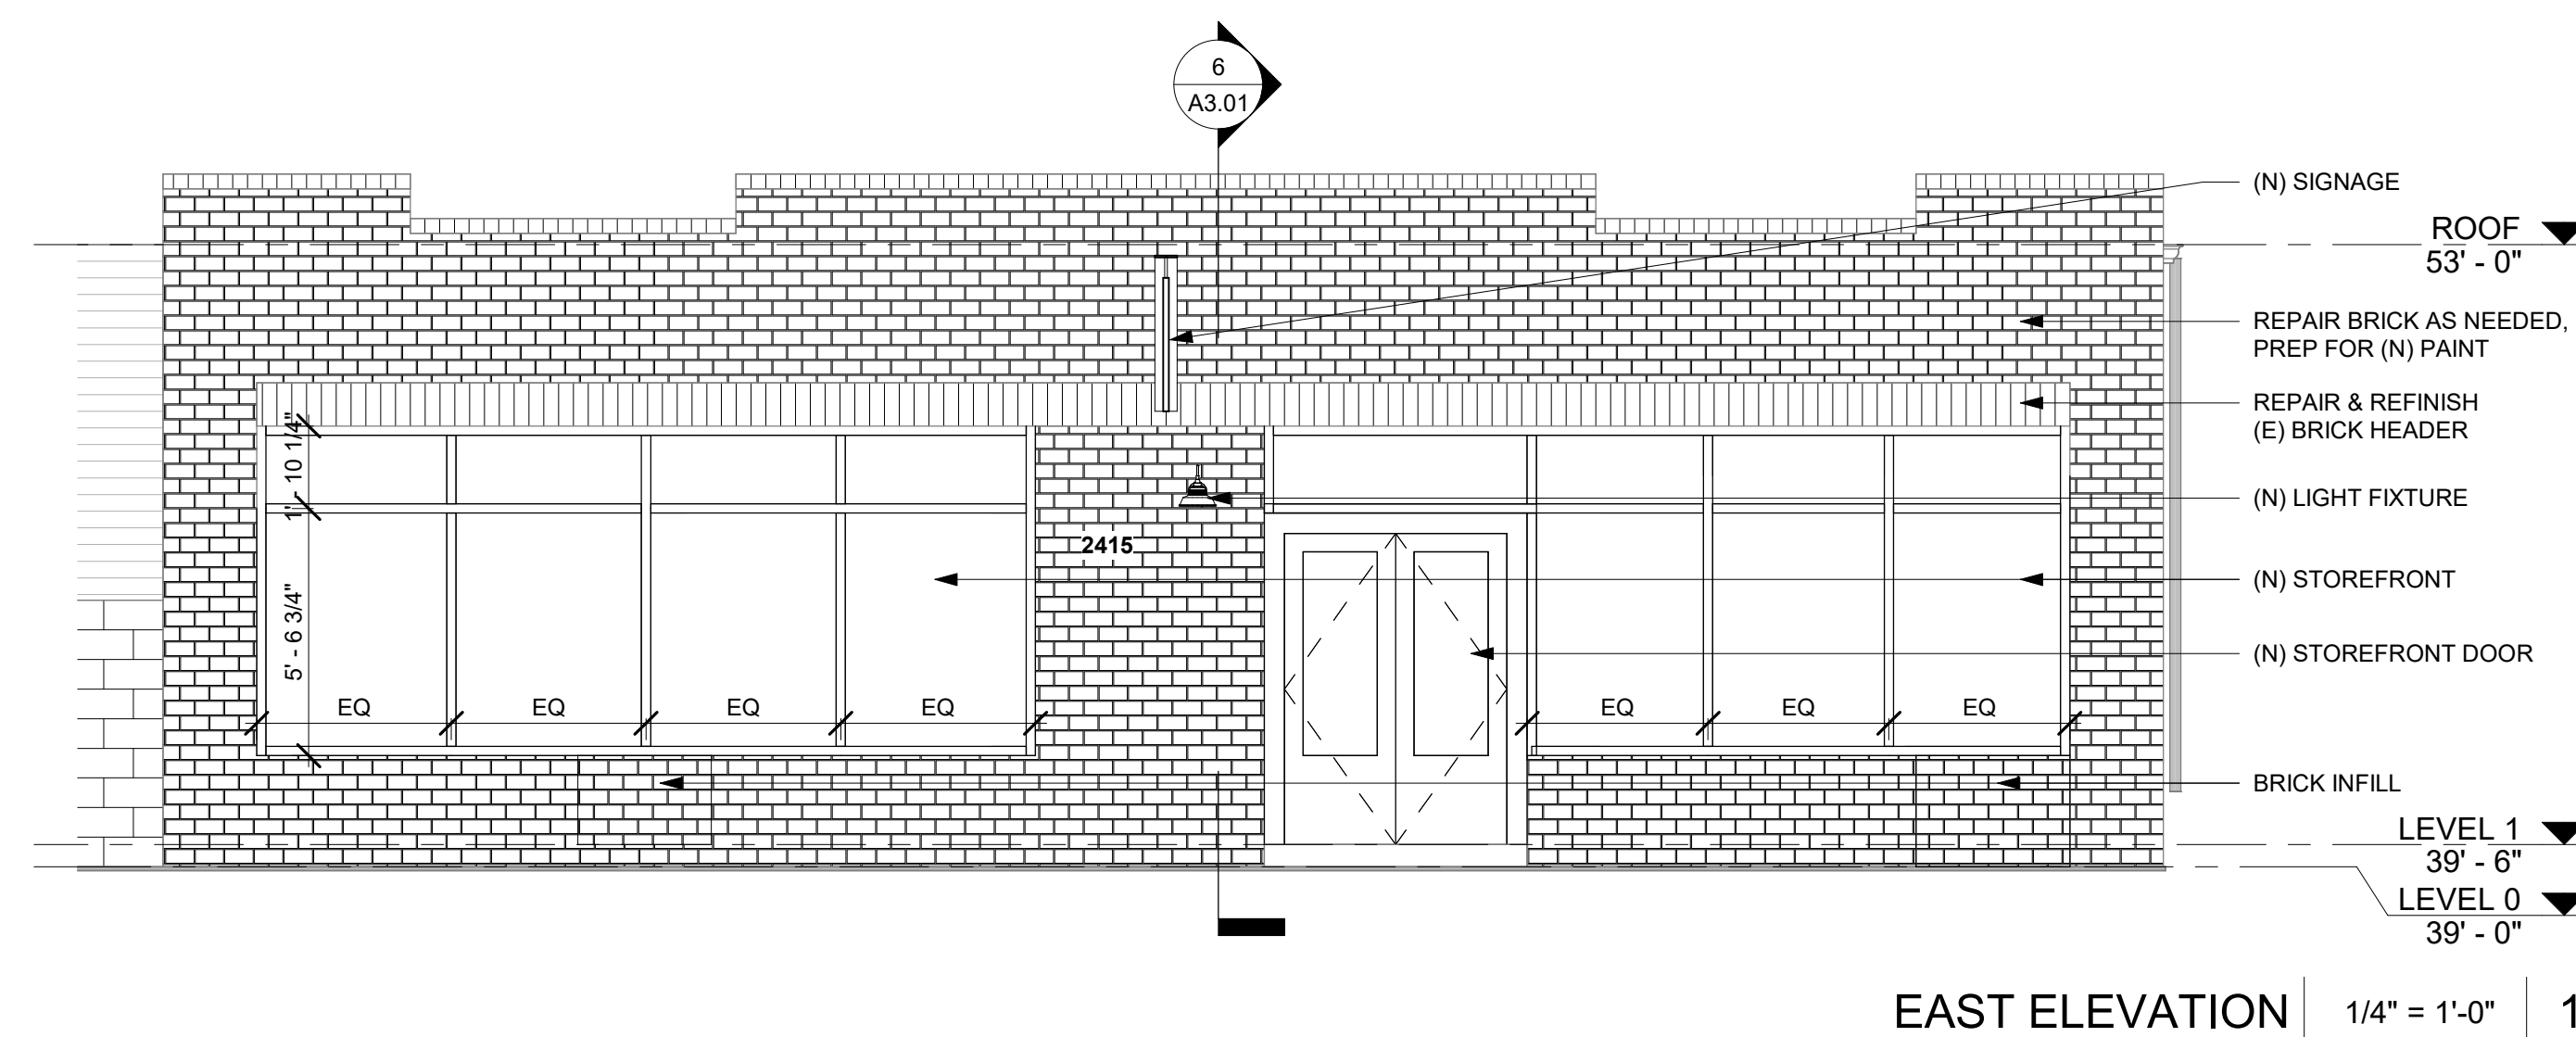 6
A3.01
(N) SIGNAGE
ROOF
53' - 0"
REPAIR BRICK AS NEEDED,
PREP FOR (N) PAINT
REPAIR & REFINISH
(E) BRICK HEADER
1' - 10 1/4"
(N) LIGHT FIXTURE
2415
(N) STOREFRONT
5' - 6 3/4"
(N) STOREFRONT DOOR
EQ EQ EQ EQ EQ EQ EQ
BRICK INFILL
LEVEL 1
39' - 6"
LEVEL 0
39' - 0"
EAST ELEVATION 1/4" = 1'-0" 1